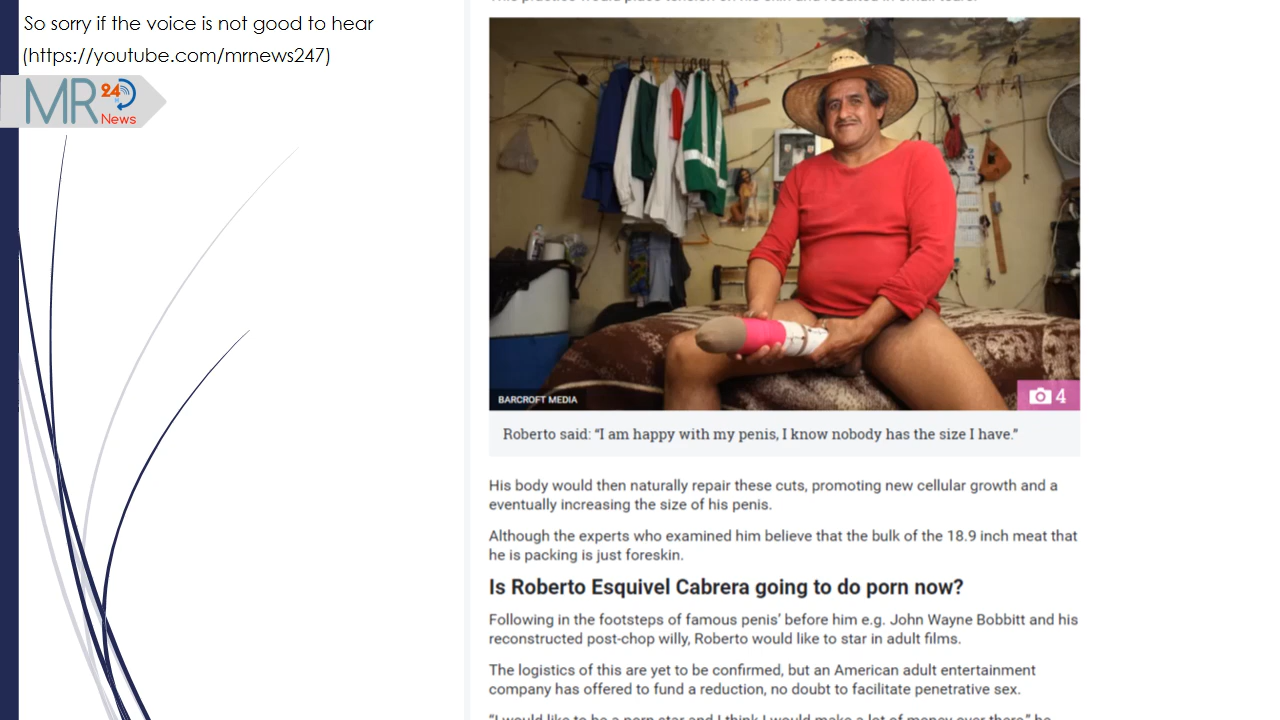 So sorry if the voice is not good to hear
(https://youtube.com/mrnews247)
MR 24
News
BARCROFT MEDIA
4
Roberto said: “I am happy with my penis, I know nobody has the size I have.”
His body would then naturally repair these cuts, promoting new cellular growth and a
eventually increasing the size of his penis.
Although the experts who examined him believe that the bulk of the 18.9 inch meat that
he is packing is just foreskin.
Is Roberto Esquivel Cabrera going to do porn now?
Following in the footsteps of famous penis’ before him e.g. John Wayne Bobbitt and his
reconstructed post-chop willy, Roberto would like to star in adult films.
The logistics of this are yet to be confirmed, but an American adult entertainment
company has offered to fund a reduction, no doubt to facilitate penetrative sex.